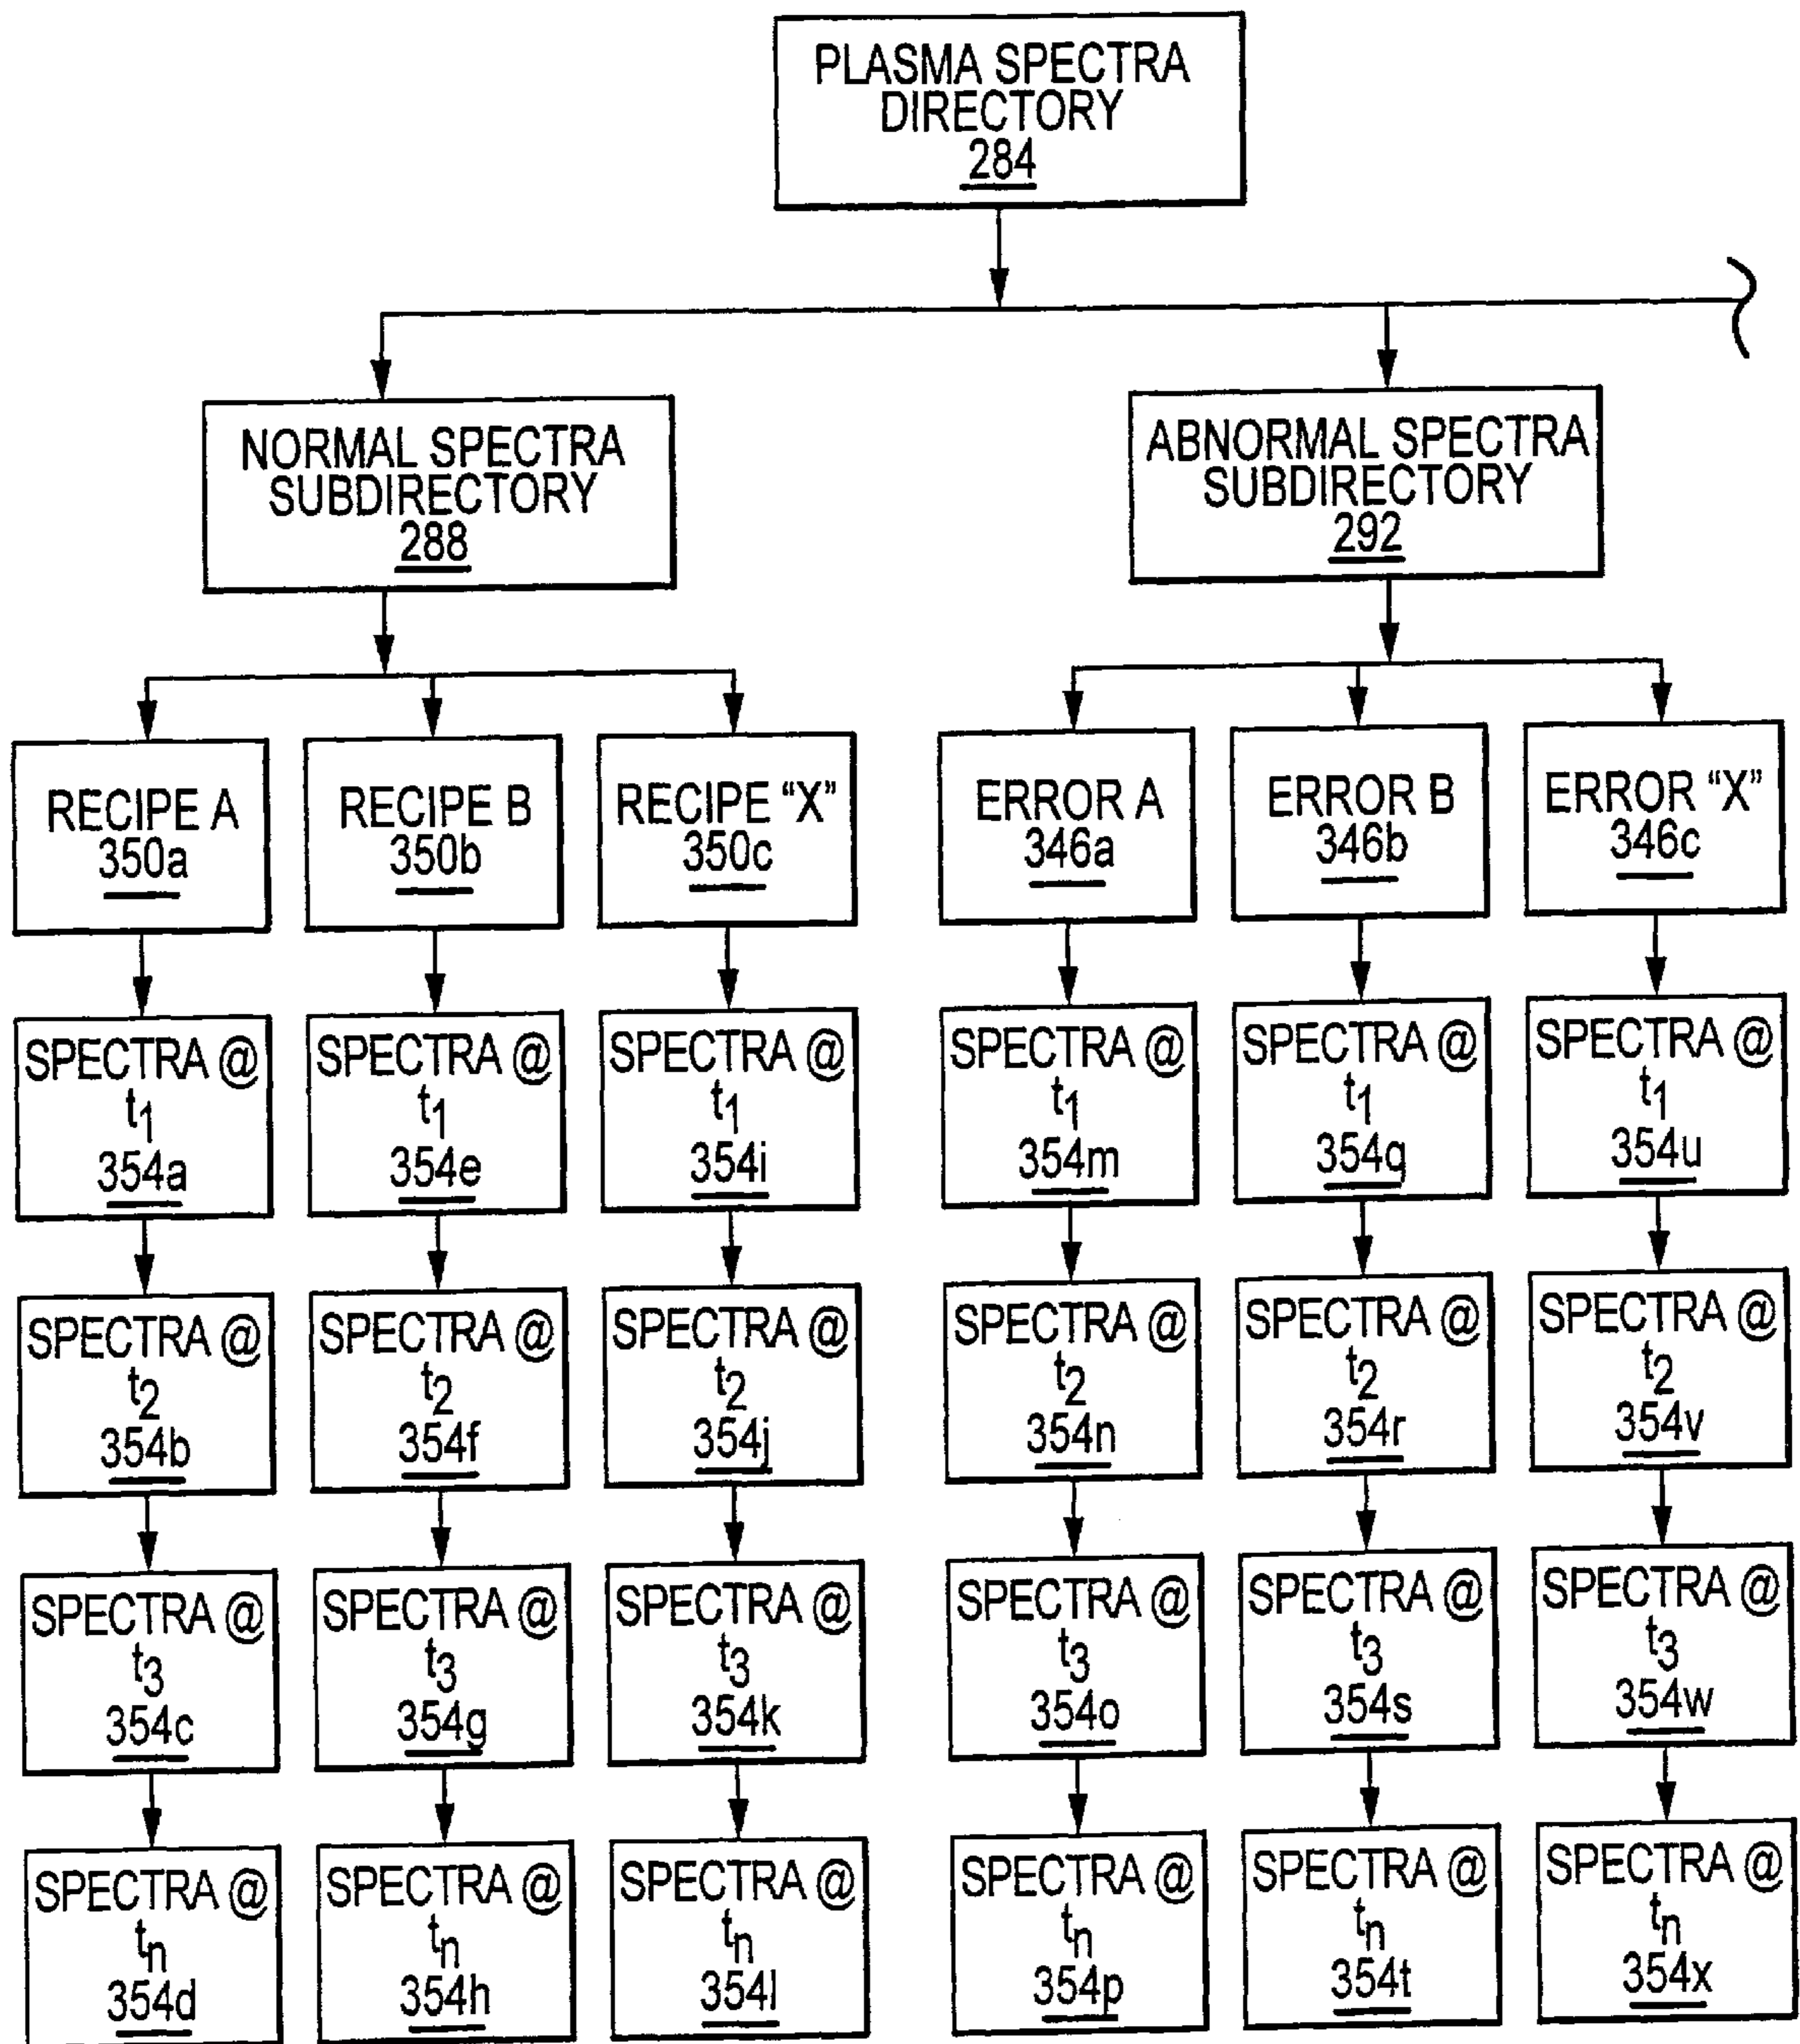 PLASMA SPECTRA
DIRECTORY
284
NORMAL SPECTRA
SUBDIRECTORY
288
ABNORMAL SPECTRA
SUBDIRECTORY
292
RECIPE A
350a
RECIPE B
350b
RECIPE “X”
350c
ERROR A
346a
ERROR B
346b
ERROR “X”
346c
SPECTRA @
t1
354a
SPECTRA @
t1
354e
SPECTRA @
t1
354i
SPECTRA @
t1
354m
SPECTRA @
t1
354q
SPECTRA @
t1
354u
SPECTRA @
t2
354b
SPECTRA @
t2
354f
SPECTRA @
t2
354j
SPECTRA @
t2
354n
SPECTRA @
t2
354r
SPECTRA @
t2
354v
SPECTRA @
t3
354c
SPECTRA @
t3
354g
SPECTRA @
t3
354k
SPECTRA @
t3
354o
SPECTRA @
t3
354s
SPECTRA @
t3
354w
SPECTRA @
tn
354d
SPECTRA @
tn
354h
SPECTRA @
tn
354l
SPECTRA @
tn
354p
SPECTRA @
tn
354t
SPECTRA @
tn
354x